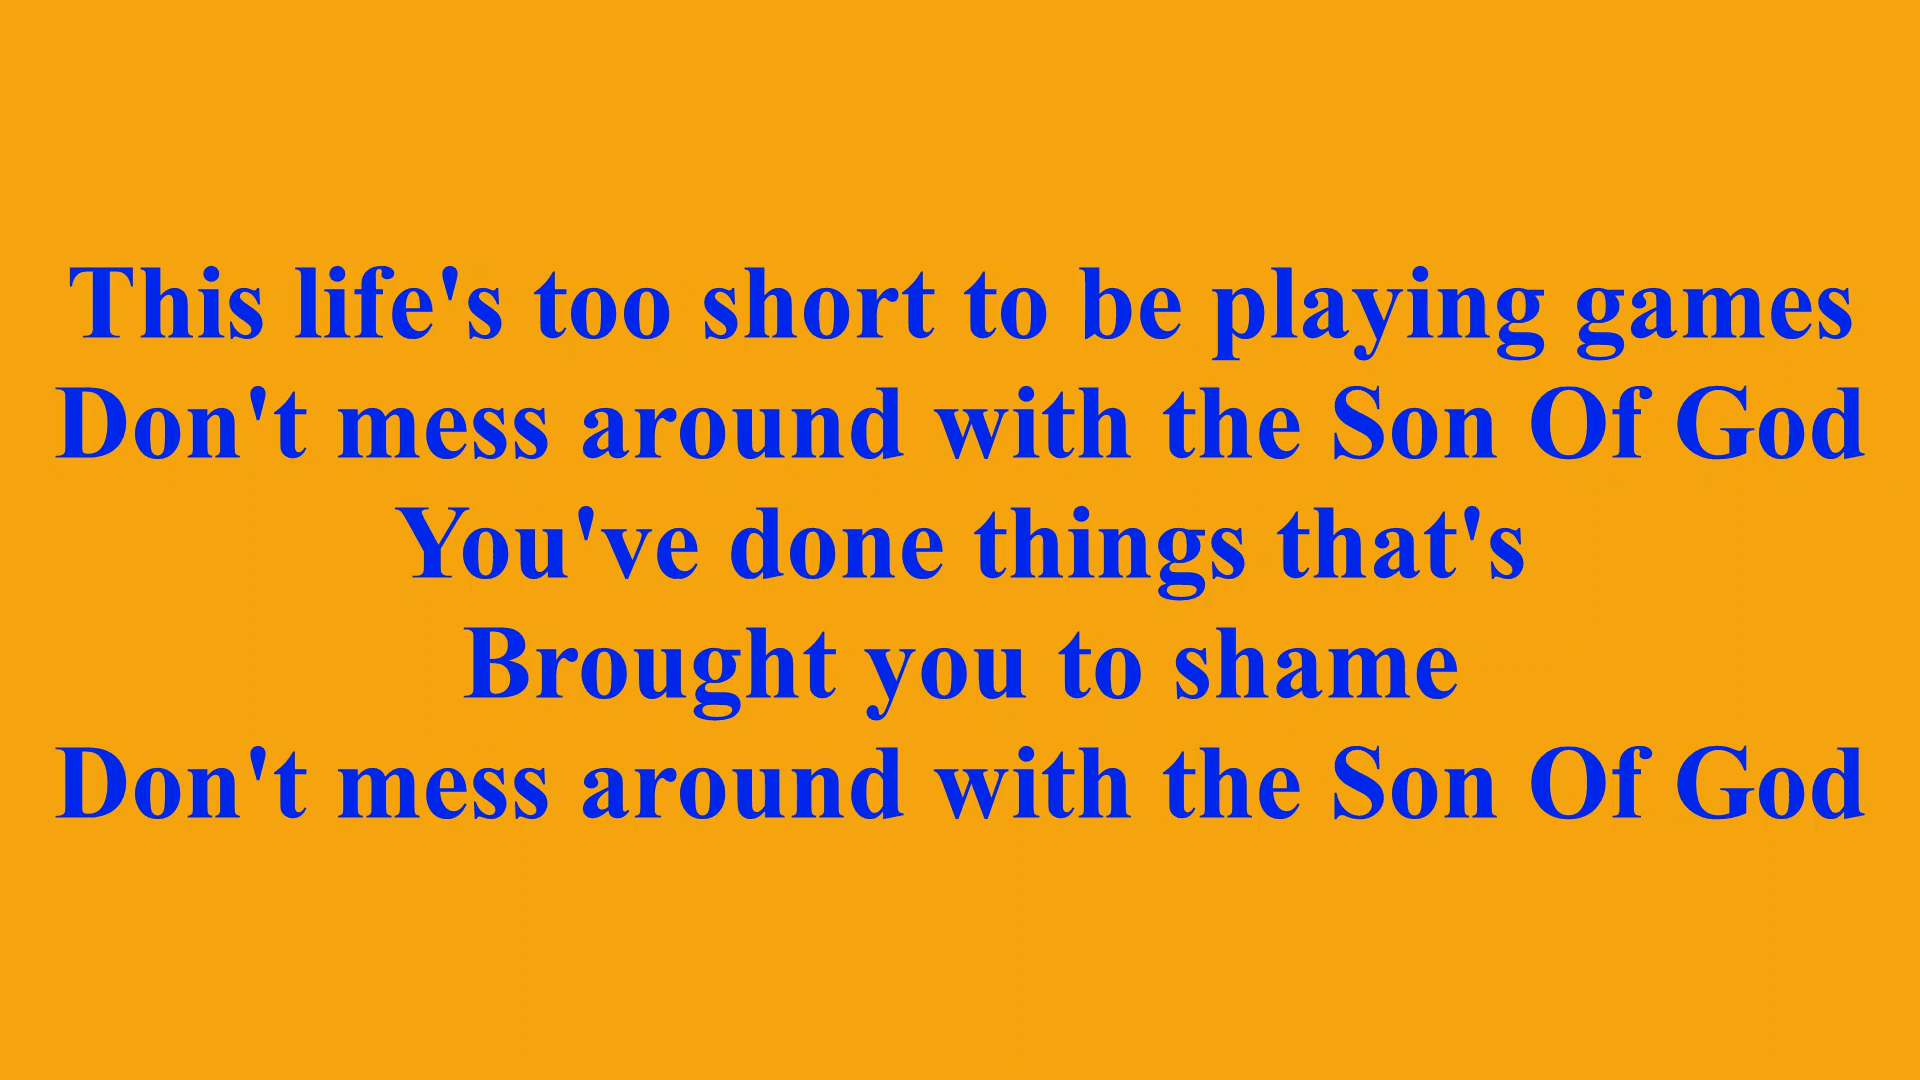 This life's too short to be playing games
Don't mess around with the Son Of God
You've done things that's
Brought you to shame
Don't mess around with the Son Of God